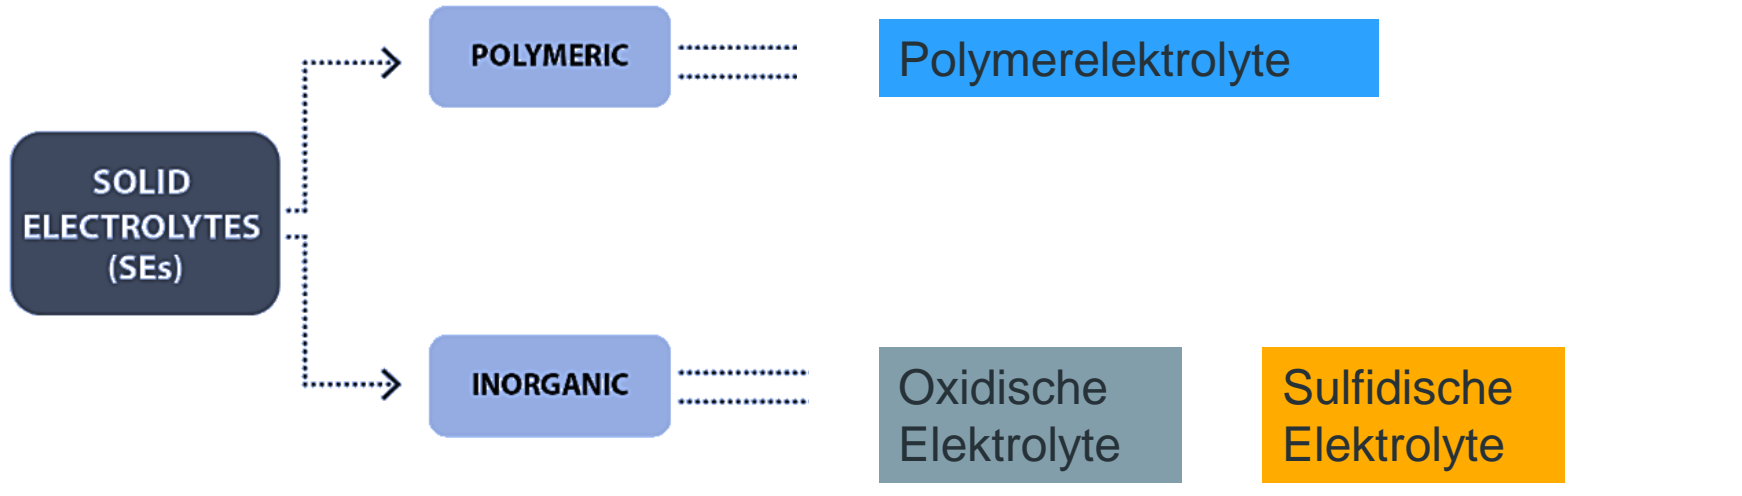 POLYMERIC
Polymerelektrolyte
SOLID
ELECTROLYTES
(SEs)
INORGANIC
Oxidische
Elektrolyte
Sulfidische
Elektrolyte